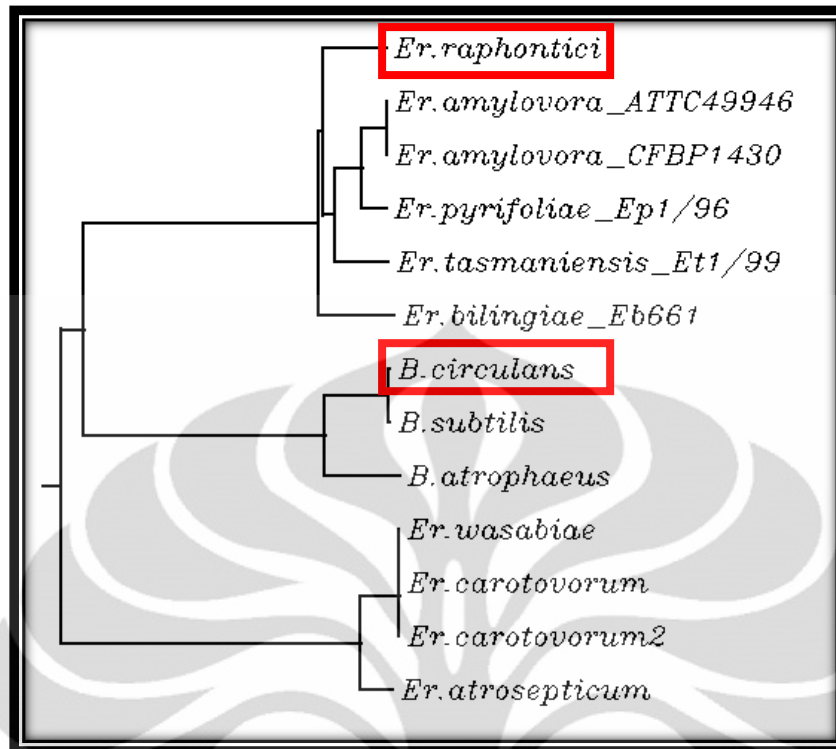 Er.raphontici
Er.amylovora_ATTC49946
Er.amylovora_CFBP1430
Er.pyrifoliae_Ep1/96
Er.tasmaniensis_Et1/99
Er.bilingiae_Eb661
B.circulans
B.subtilis
B.atrophaeus
Er.wasabiae
Er.carotovorum
Er.carotovorum2
Er.atrosepticum